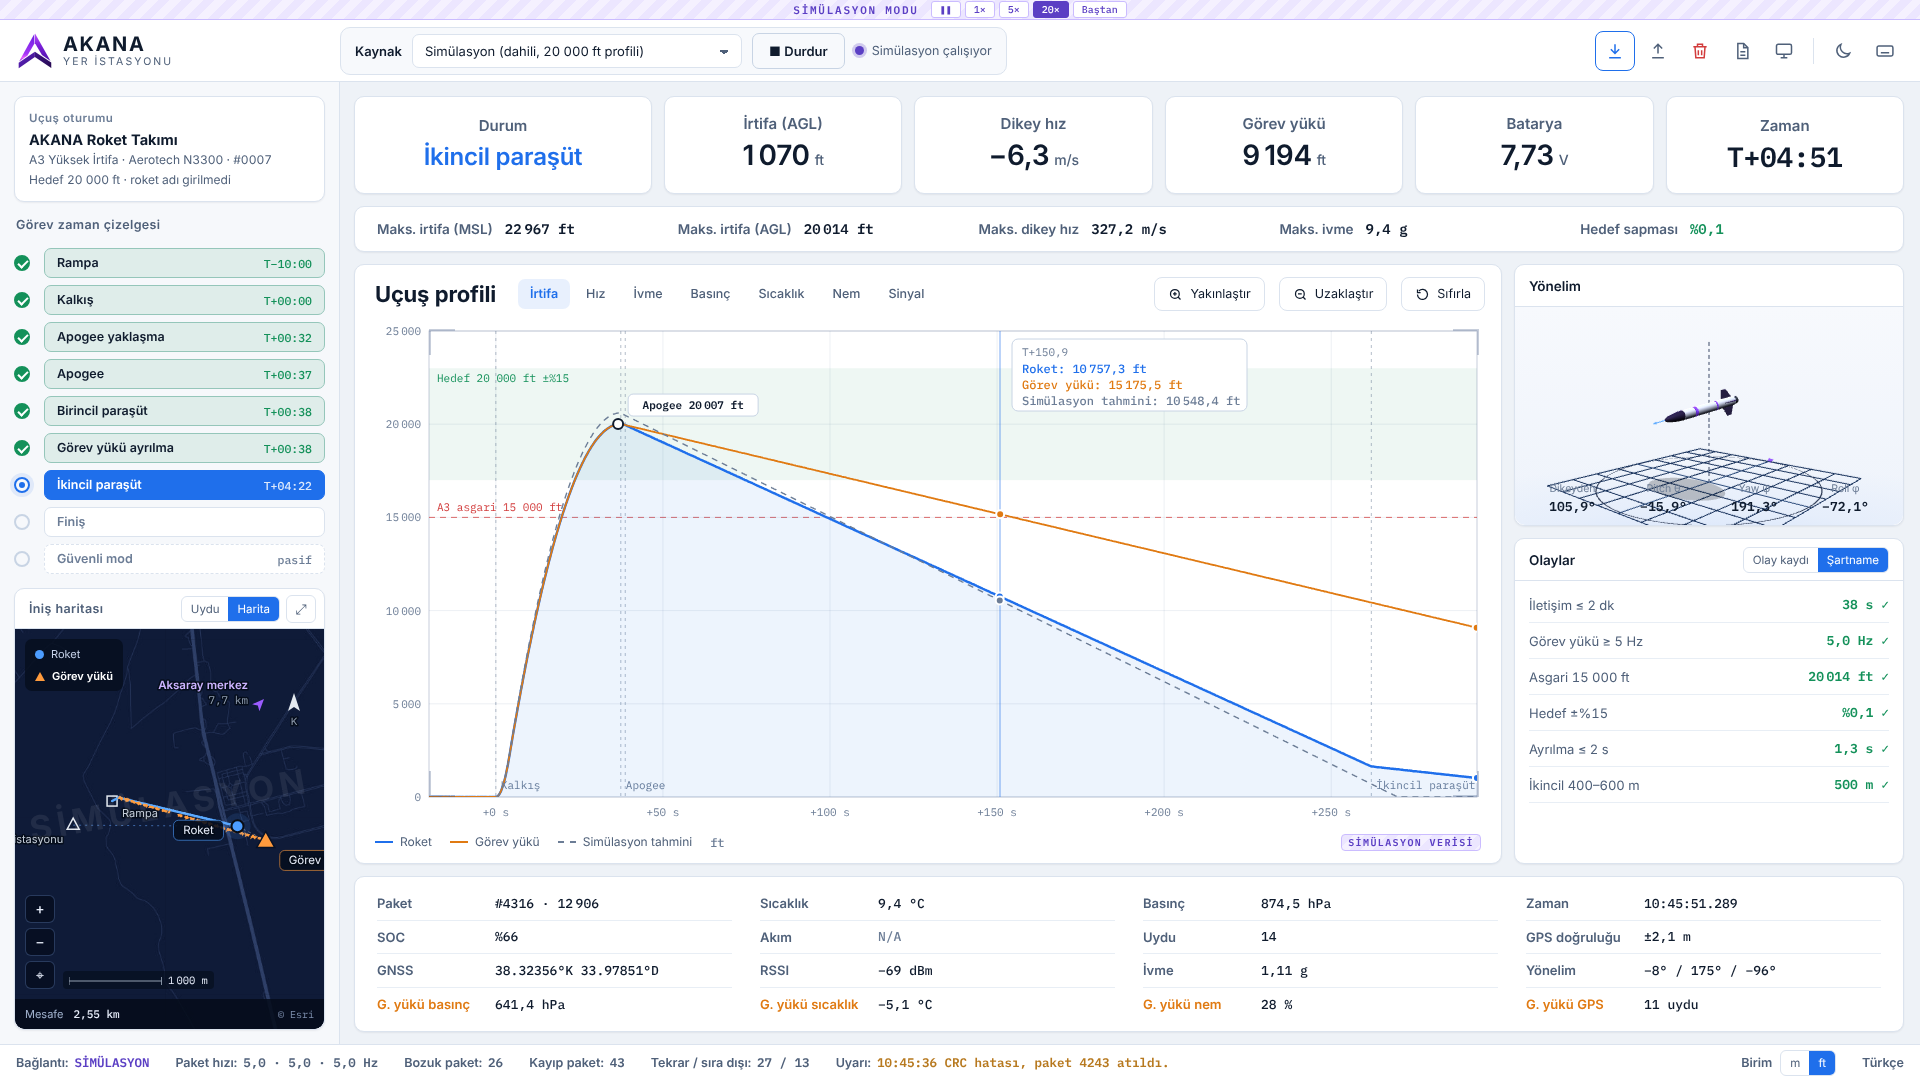 SİMÜLASYON MODU 1× 5× 20× Baştan
AKANA
YER İSTASYONU
Kaynak Simülasyon (dahili, 20 000 ft profili) Durdur Simülasyon çalışıyor
Uçuş oturumu
AKANA Roket Takımı
A3 Yüksek İrtifa · Aerotech N3300 · #0007
Hedef 20 000 ft · roket adı girilmedi
Görev zaman çizelgesi
Rampa T−10:00
Kalkış T+00:00
Apogee yaklaşma T+00:32
Apogee T+00:37
Birincil paraşüt T+00:38
Görev yükü ayrılma T+00:38
İkincil paraşüt T+04:22
Finiş
Güvenli mod pasif
İniş haritası Uydu Harita
Roket
Görev yükü
Aksaray merkez
7,7 km
K
SİMÜLASYON
Rampa
Roket
istasyonu
Görev
+
−
1 000 m
Mesafe 2,55 km © Esri
Durum
İkincil paraşüt
İrtifa (AGL)
1 070 ft
Dikey hız
−6,3 m/s
Görev yükü
9 194 ft
Batarya
7,73 V
Zaman
T+04:51
Maks. irtifa (MSL) 22 967 ft Maks. irtifa (AGL) 20 014 ft Maks. dikey hız 327,2 m/s Maks. ivme 9,4 g Hedef sapması %0,1
Uçuş profili İrtifa Hız İvme Basınç Sıcaklık Nem Sinyal Yakınlaştır Uzaklaştır Sıfırla
25 000
20 000
15 000
10 000
5 000
0
Hedef 20 000 ft ±%15
A3 asgari 15 000 ft
Apogee 20 007 ft
T+150,9
Roket: 10 757,3 ft
Görev yükü: 15 175,5 ft
Simülasyon tahmini: 10 548,4 ft
Kalkış Apogee İkincil paraşüt
+0 s +50 s +100 s +150 s +200 s +250 s
Roket Görev yükü Simülasyon tahmini ft SİMÜLASYON VERİSİ
Yönelim
Dikeyden Pitch θ Yaw ψ Roll φ
105,9° −15,9° 191,3° −72,1°
Olaylar Olay kaydı Şartname
İletişim ≤ 2 dk 38 s ✓
Görev yükü ≥ 5 Hz 5,0 Hz ✓
Asgari 15 000 ft 20 014 ft ✓
Hedef ±%15 %0,1 ✓
Ayrılma ≤ 2 s 1,3 s ✓
İkincil 400–600 m 500 m ✓
Paket #4316 · 12 906 Sıcaklık 9,4 °C Basınç 874,5 hPa Zaman 10:45:51.289
SOC %66 Akım N/A Uydu 14 GPS doğruluğu ±2,1 m
GNSS 38.32356°K 33.97851°D RSSI −69 dBm İvme 1,11 g Yönelim −8° / 175° / −96°
G. yükü basınç 641,4 hPa G. yükü sıcaklık −5,1 °C G. yükü nem 28 % G. yükü GPS 11 uydu
Bağlantı: SİMÜLASYON Paket hızı: 5,0 · 5,0 · 5,0 Hz Bozuk paket: 26 Kayıp paket: 43 Tekrar / sıra dışı: 27 / 13 Uyarı: 10:45:36 CRC hatası, paket 4243 atıldı. Birim m ft Türkçe